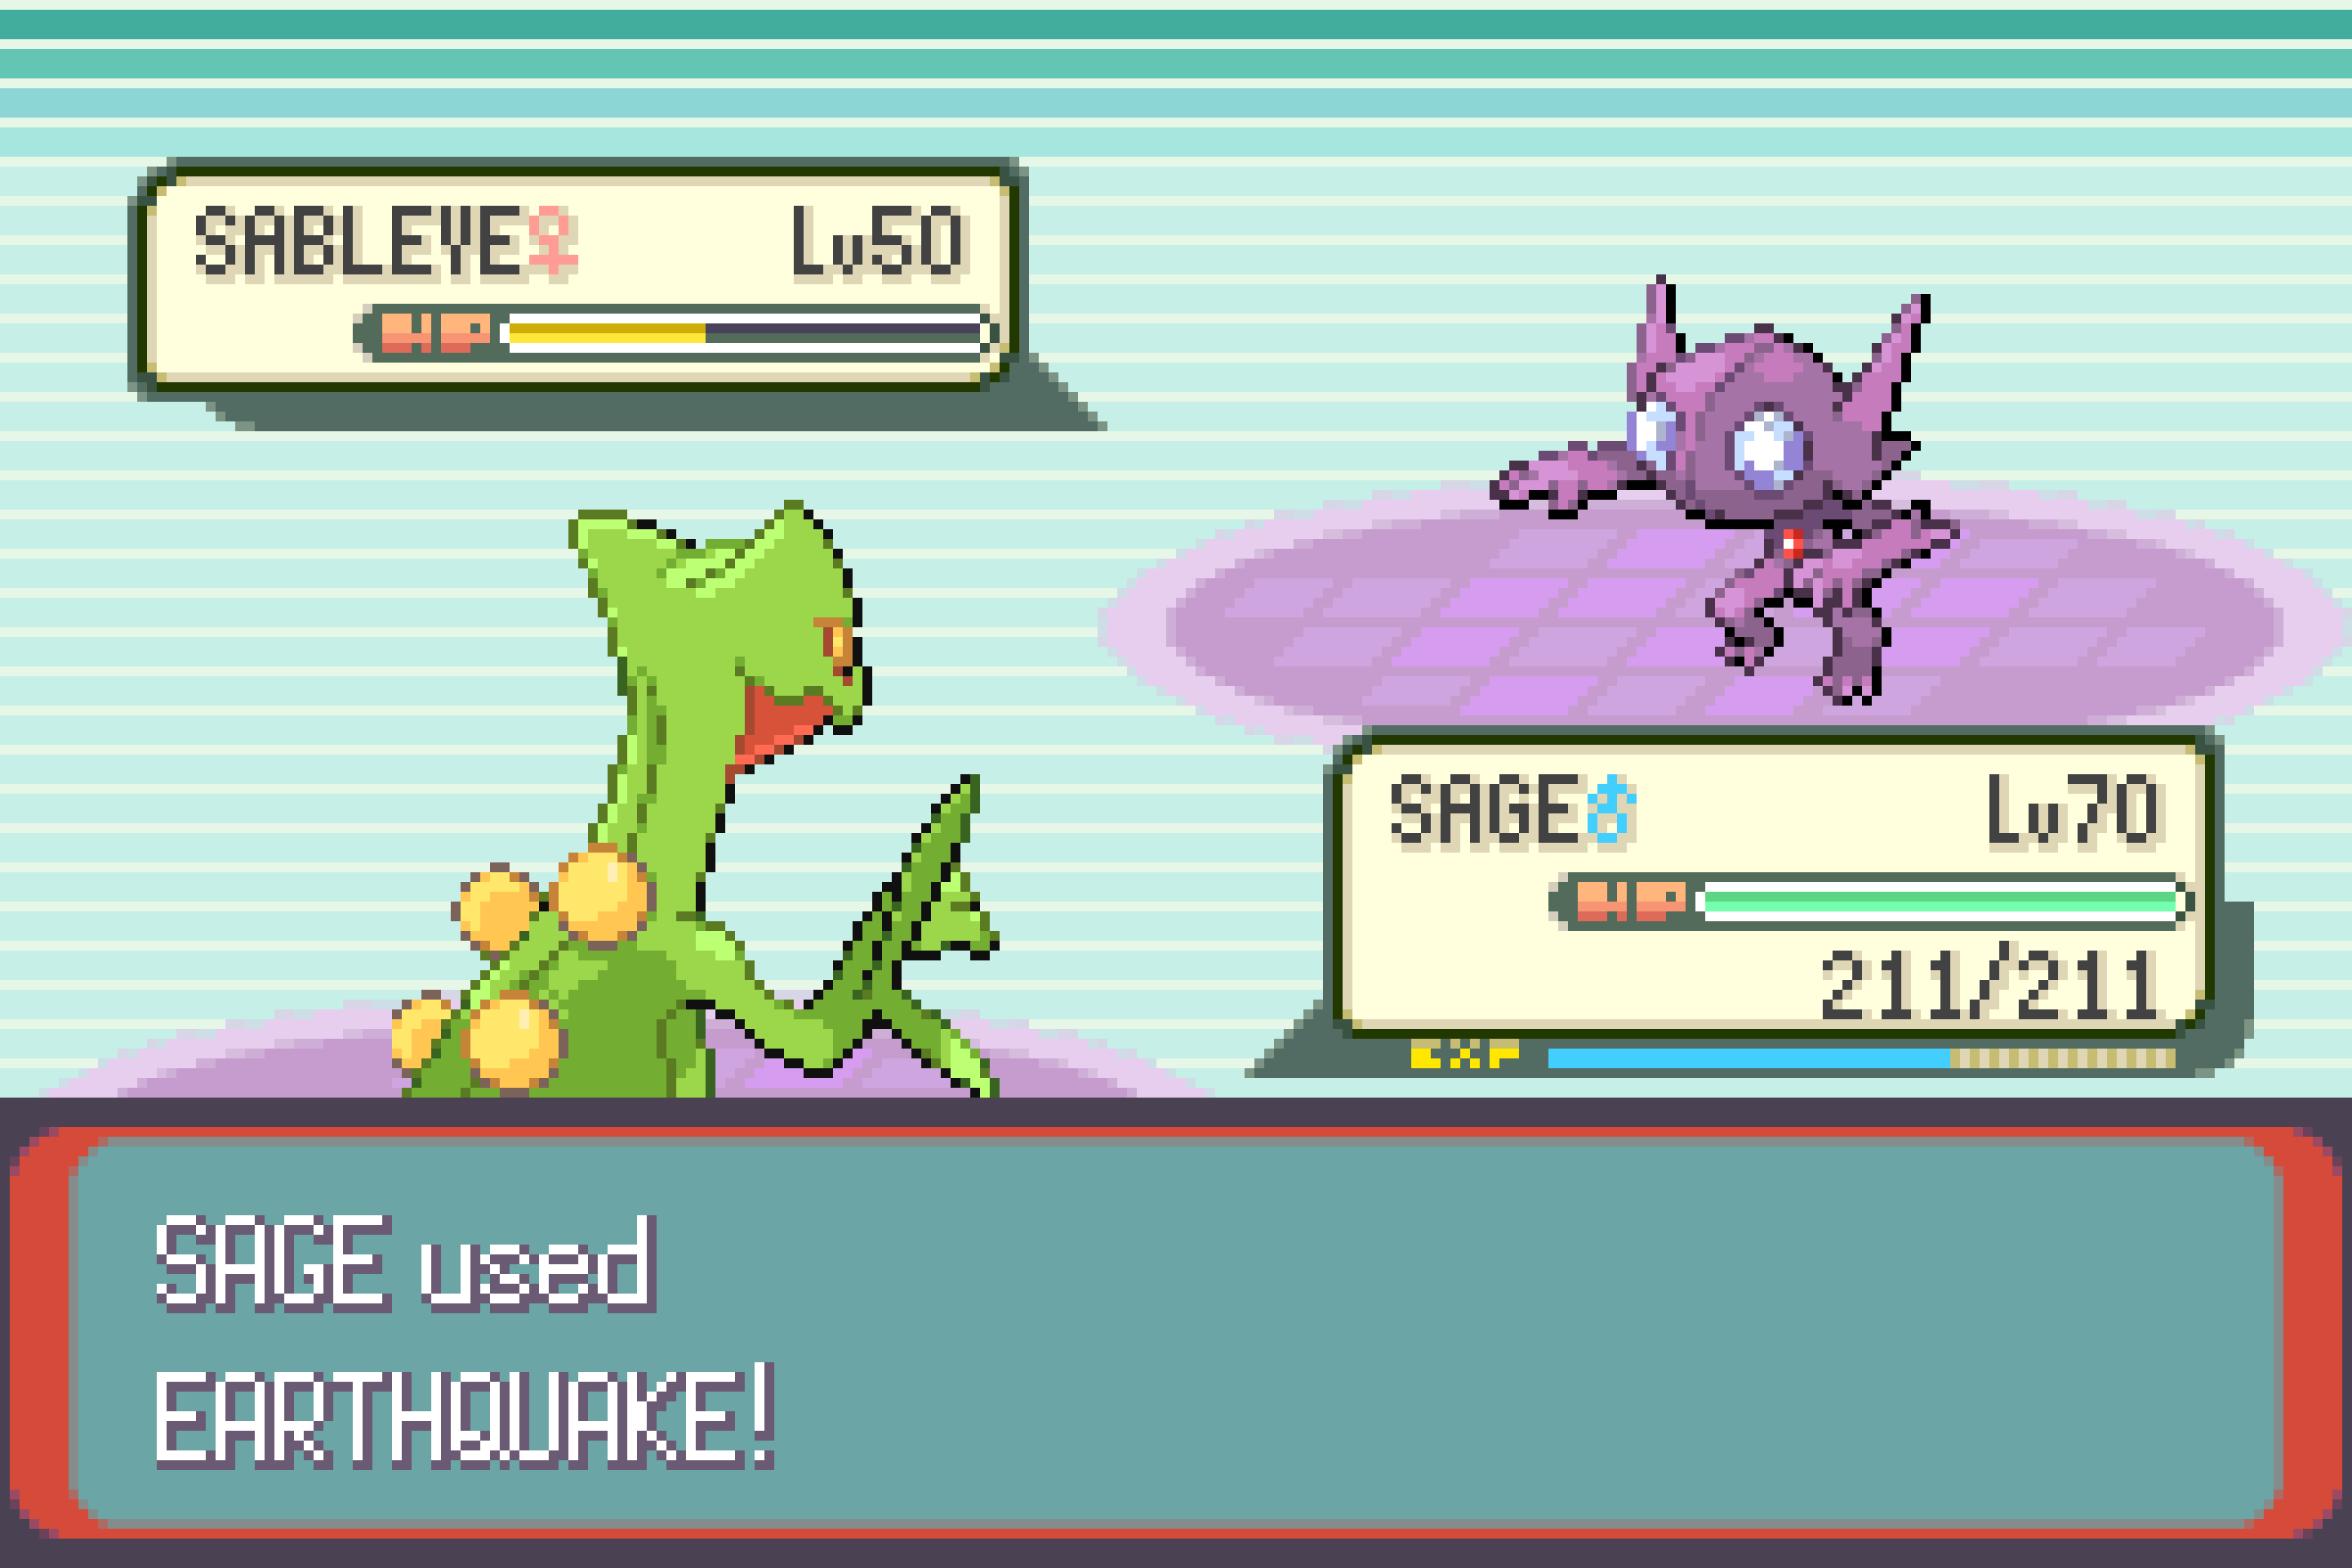 SABLEYE♀ Lv50
HP
SAGE♂ Lv70
HP
211/211
EXP
SAGE used
EARTHQUAKE!